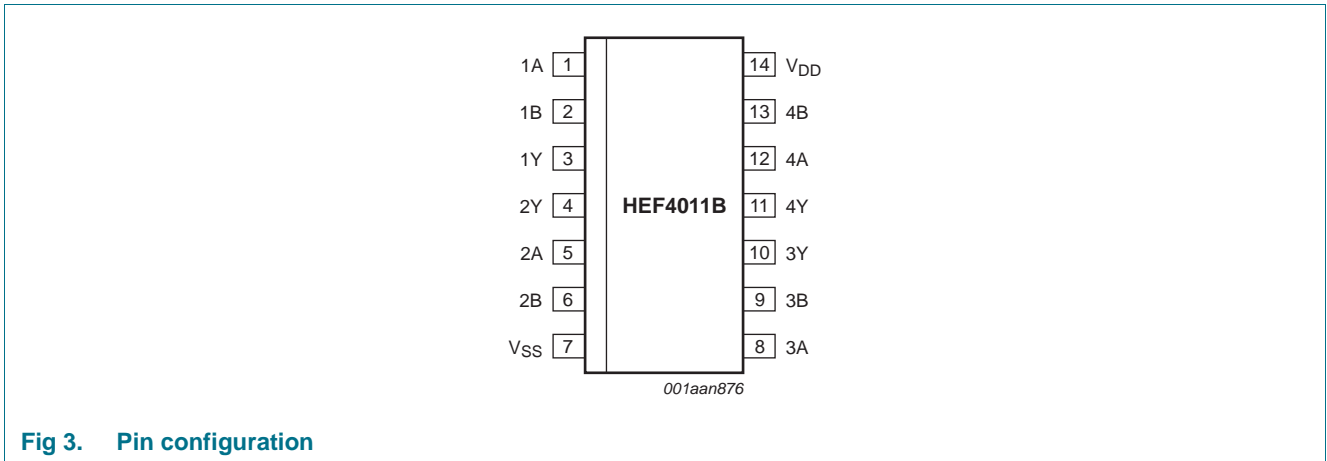 1A 1 14 VDD
1B 2 13 4B
1Y 3 12 4A
2Y 4 HEF4011B 11 4Y
2A 5 10 3Y
2B 6 9 3B
VSS 7 8 3A
001aan876
Fig 3. Pin configuration